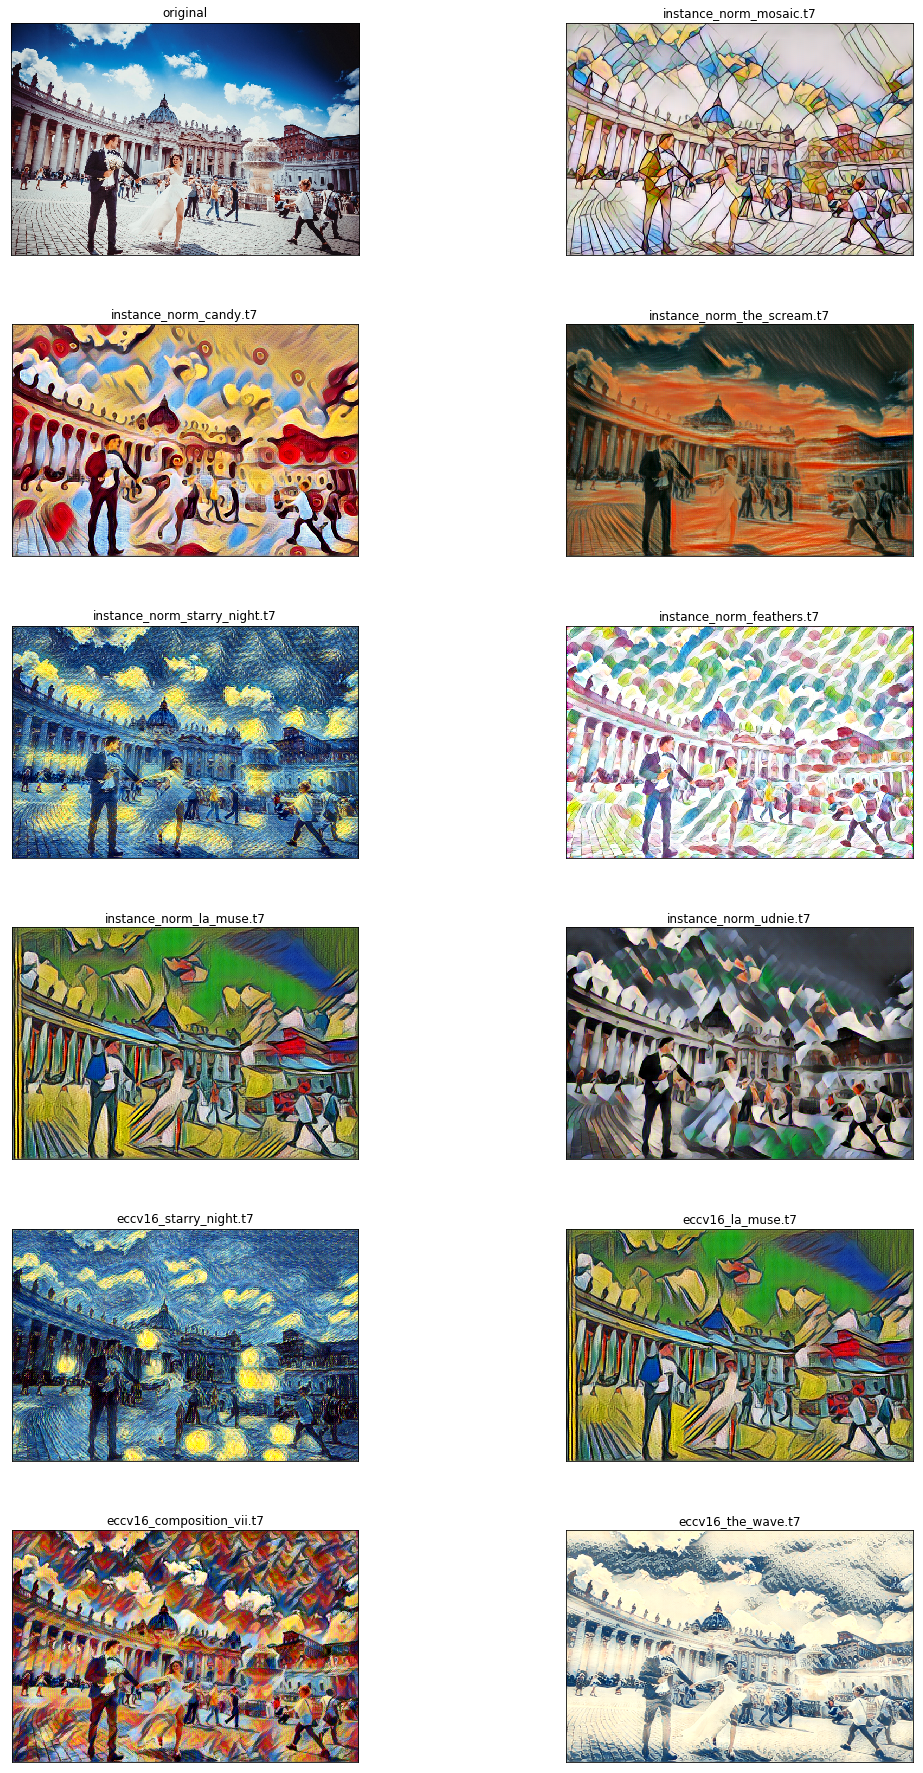 original
instance_norm_mosaic.t7
instance_norm_candy.t7
instance_norm_the_scream.t7
instance_norm_starry_night.t7
instance_norm_feathers.t7
instance_norm_la_muse.t7
instance_norm_udnie.t7
eccv16_starry_night.t7
eccv16_la_muse.t7
eccv16_composition_vii.t7
eccv16_the_wave.t7